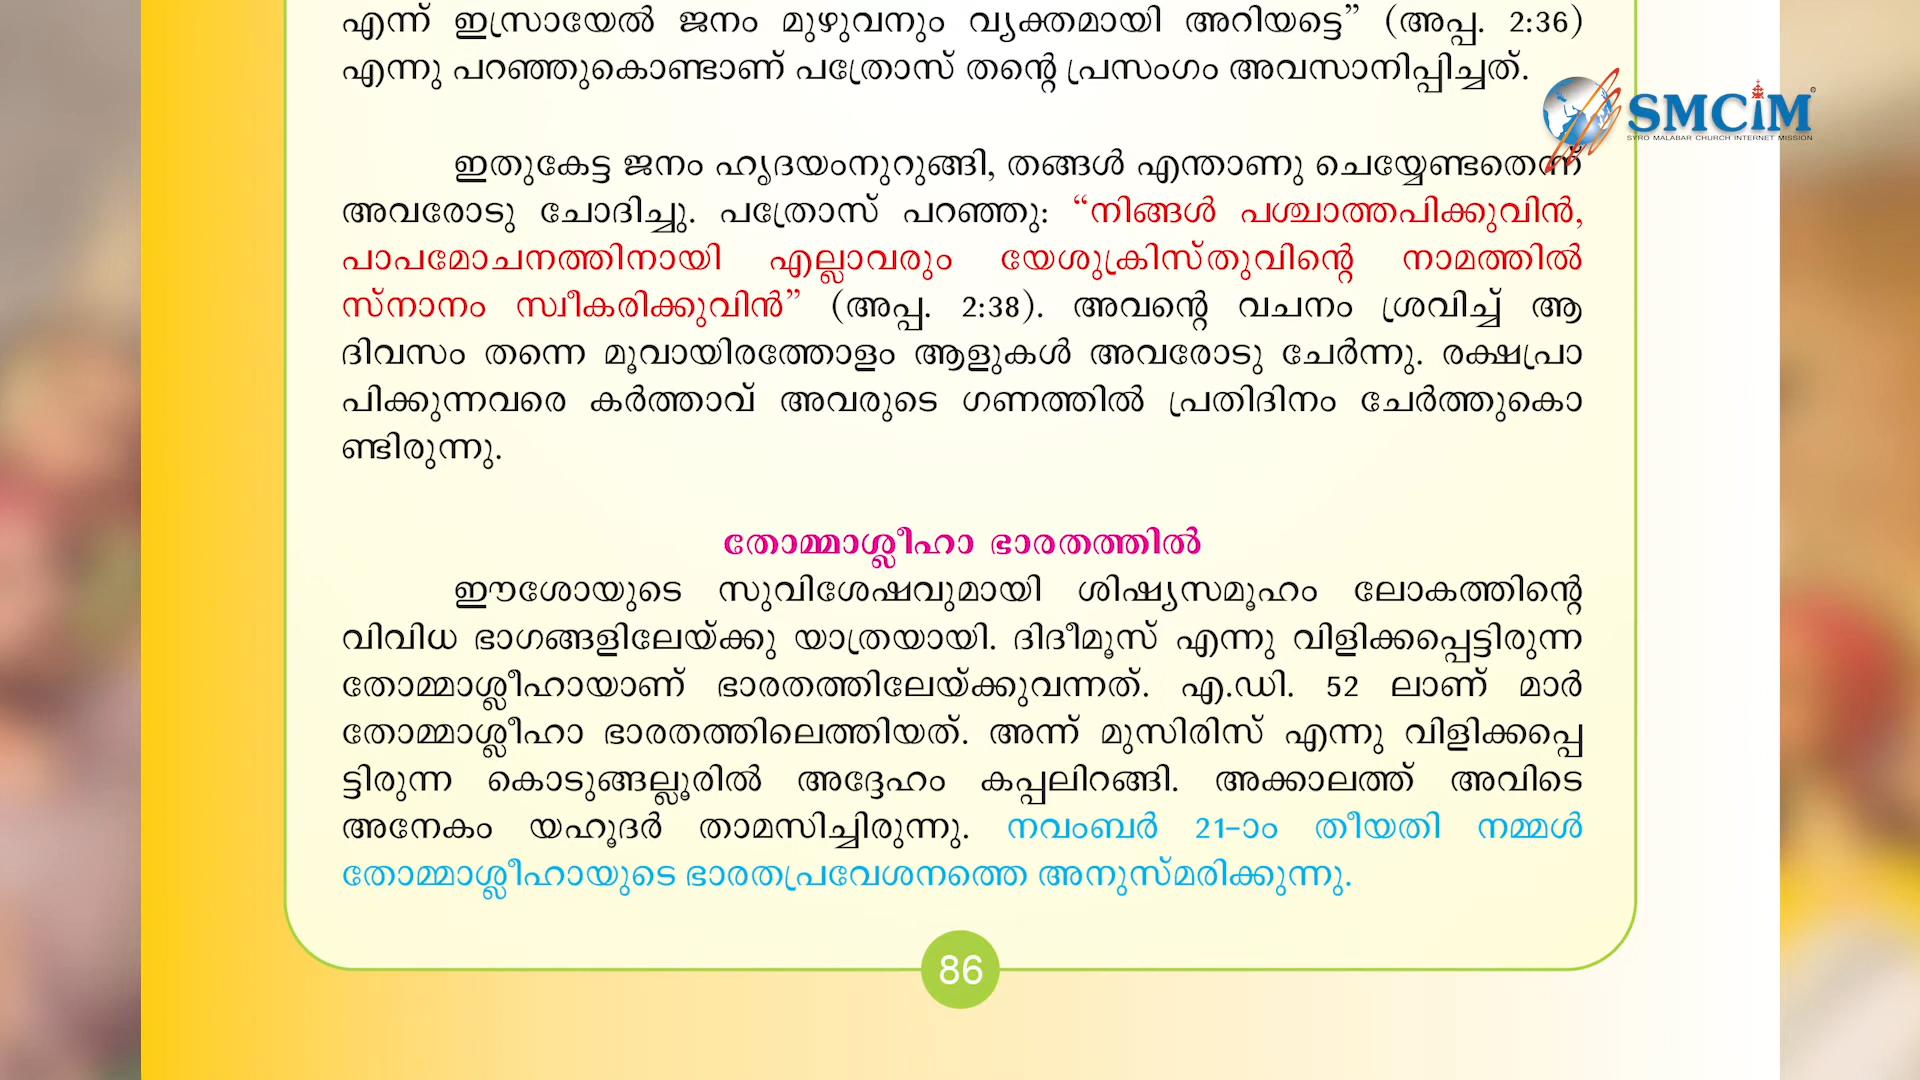 എന്ന് ഇസ്രായേൽ ജനം മുഴുവനും വ്യക്തമായി അറിയട്ടെ” (അപ്പ. 2:36)
എന്നു പറഞ്ഞുകൊണ്ടാണ് പത്രോസ് തന്റെ പ്രസംഗം അവസാനിപ്പിച്ചത്.
SMCIM
SYRO MALABAR CHURCH INTERNET MISSION
ഇതുകേട്ട ജനം ഹൃദയംനുറുങ്ങി, തങ്ങൾ എന്താണു ചെയ്യേണ്ടതെന്ന്
അവരോടു ചോദിച്ചു. പത്രോസ് പറഞ്ഞു: “നിങ്ങൾ പശ്ചാത്തപിക്കുവിൻ,
പാപമോചനത്തിനായി എല്ലാവരും യേശുക്രിസ്തുവിന്റെ നാമത്തിൽ
സ്നാനം സ്വീകരിക്കുവിൻ” (അപ്പ. 2:38). അവന്റെ വചനം ശ്രവിച്ച് ആ
ദിവസം തന്നെ മൂവായിരത്തോളം ആളുകൾ അവരോടു ചേർന്നു. രക്ഷപ്രാ
പിക്കുന്നവരെ കർത്താവ് അവരുടെ ഗണത്തിൽ പ്രതിദിനം ചേർത്തുകൊ
ണ്ടിരുന്നു.
തോമ്മാശ്ലീഹാ ഭാരതത്തിൽ
ഈശോയുടെ സുവിശേഷവുമായി ശിഷ്യസമൂഹം ലോകത്തിന്റെ
വിവിധ ഭാഗങ്ങളിലേയ്ക്കു യാത്രയായി. ദിദീമൂസ് എന്നു വിളിക്കപ്പെട്ടിരുന്ന
തോമ്മാശ്ലീഹായാണ് ഭാരതത്തിലേയ്ക്കുവന്നത്. എ.ഡി. 52 ലാണ് മാർ
തോമ്മാശ്ലീഹാ ഭാരതത്തിലെത്തിയത്. അന്ന് മുസിരിസ് എന്നു വിളിക്കപ്പെ
ട്ടിരുന്ന കൊടുങ്ങല്ലൂരിൽ അദ്ദേഹം കപ്പലിറങ്ങി. അക്കാലത്ത് അവിടെ
അനേകം യഹൂദർ താമസിച്ചിരുന്നു. നവംബർ 21-ാം തീയതി നമ്മൾ
തോമ്മാശ്ലീഹായുടെ ഭാരതപ്രവേശനത്തെ അനുസ്മരിക്കുന്നു.
86